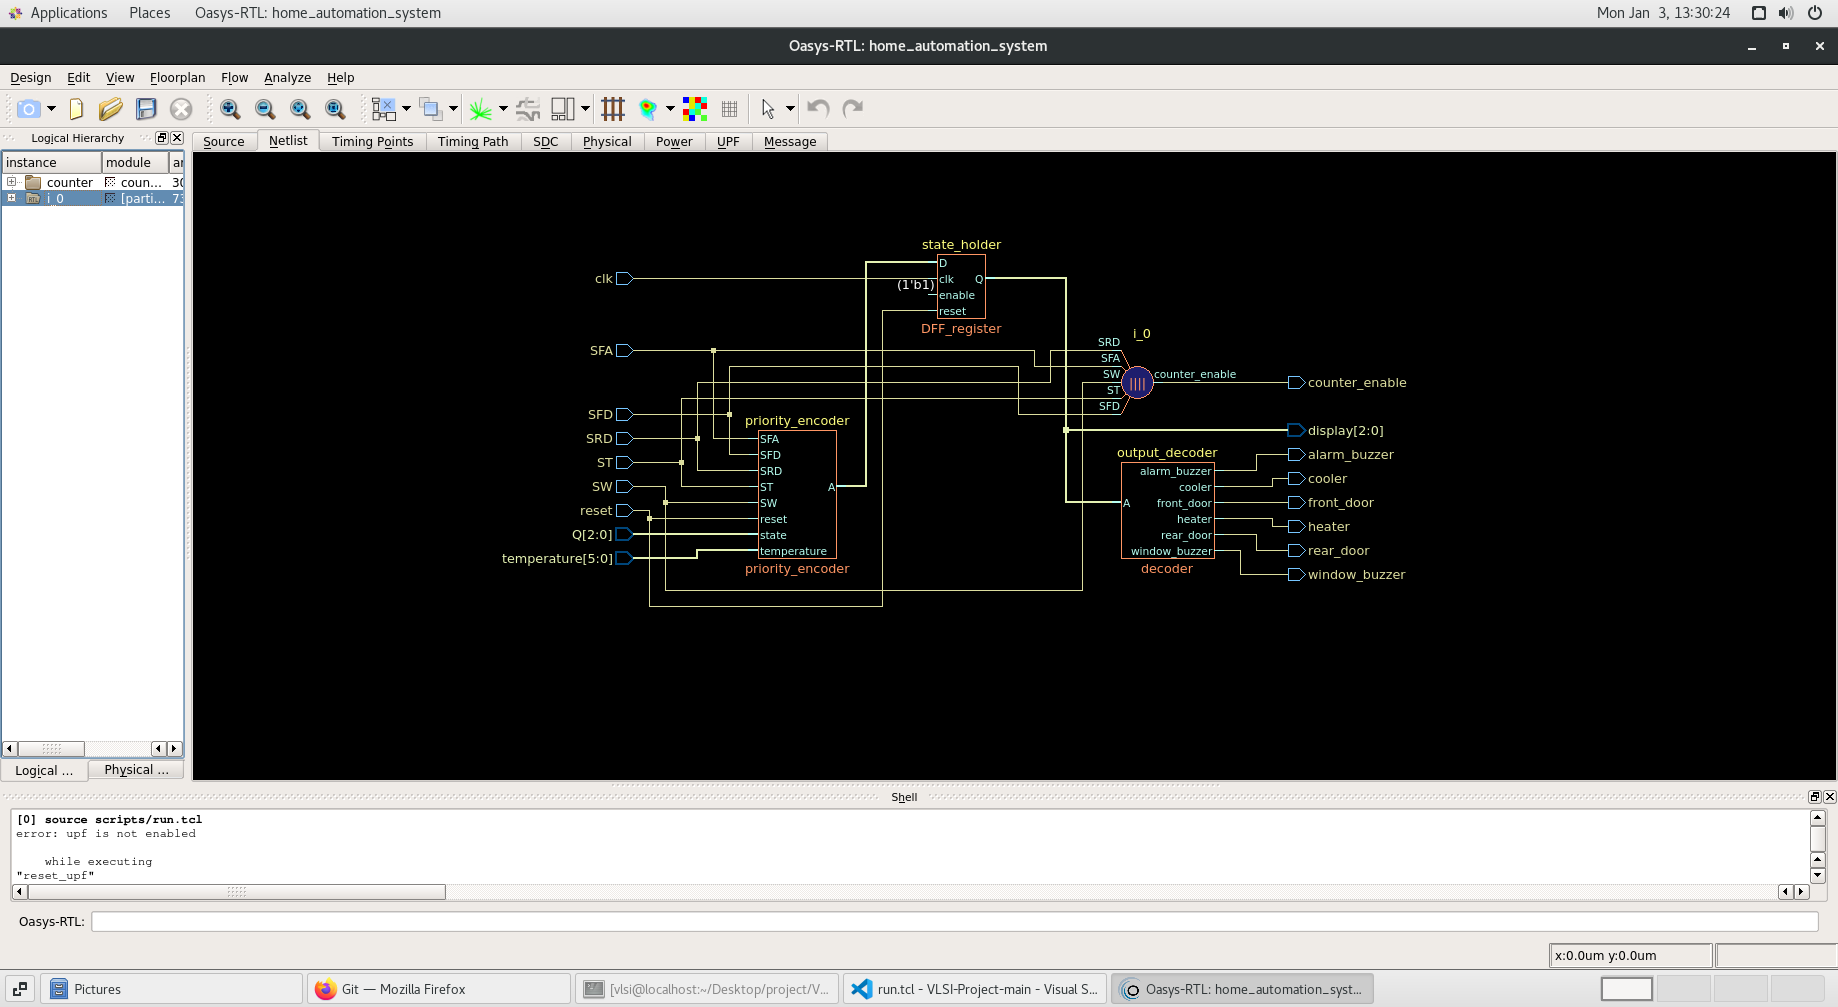 Applications Places Oasys-RTL: home_automation_system Mon Jan 3, 13:30:24
Oasys-RTL: home_automation_system
Design Edit View Floorplan Flow Analyze Help
Logical Hierarchy
Source Netlist Timing Points Timing Path SDC Physical Power UPF Message
instance module ar
counter coun... 30
i_0 [parti... 73
state_holder
D
clk
clk Q
(1'b1)
enable
reset
DFF_register
i_0
SRD
SFA
SFA
SW counter_enable
counter_enable
ST
SFD
SFD
priority_encoder
display[2:0]
SRD
SFA
output_decoder
alarm_buzzer
SFD
ST
SRD
alarm_buzzer
cooler
SW
ST A
cooler
SW
A front_door
front_door
reset
reset
heater
heater
Q[2:0]
state
rear_door
rear_door
temperature[5:0]
temperature
window_buzzer
priority_encoder
decoder
window_buzzer
Logical ... Physical ...
Shell
[0] source scripts/run.tcl
error: upf is not enabled
while executing
"reset_upf"
Oasys-RTL:
x:0.0um y:0.0um
Pictures Git — Mozilla Firefox [vlsi@localhost:~/Desktop/project/V... run.tcl - VLSI-Project-main - Visual S... Oasys-RTL: home_automation_syst...